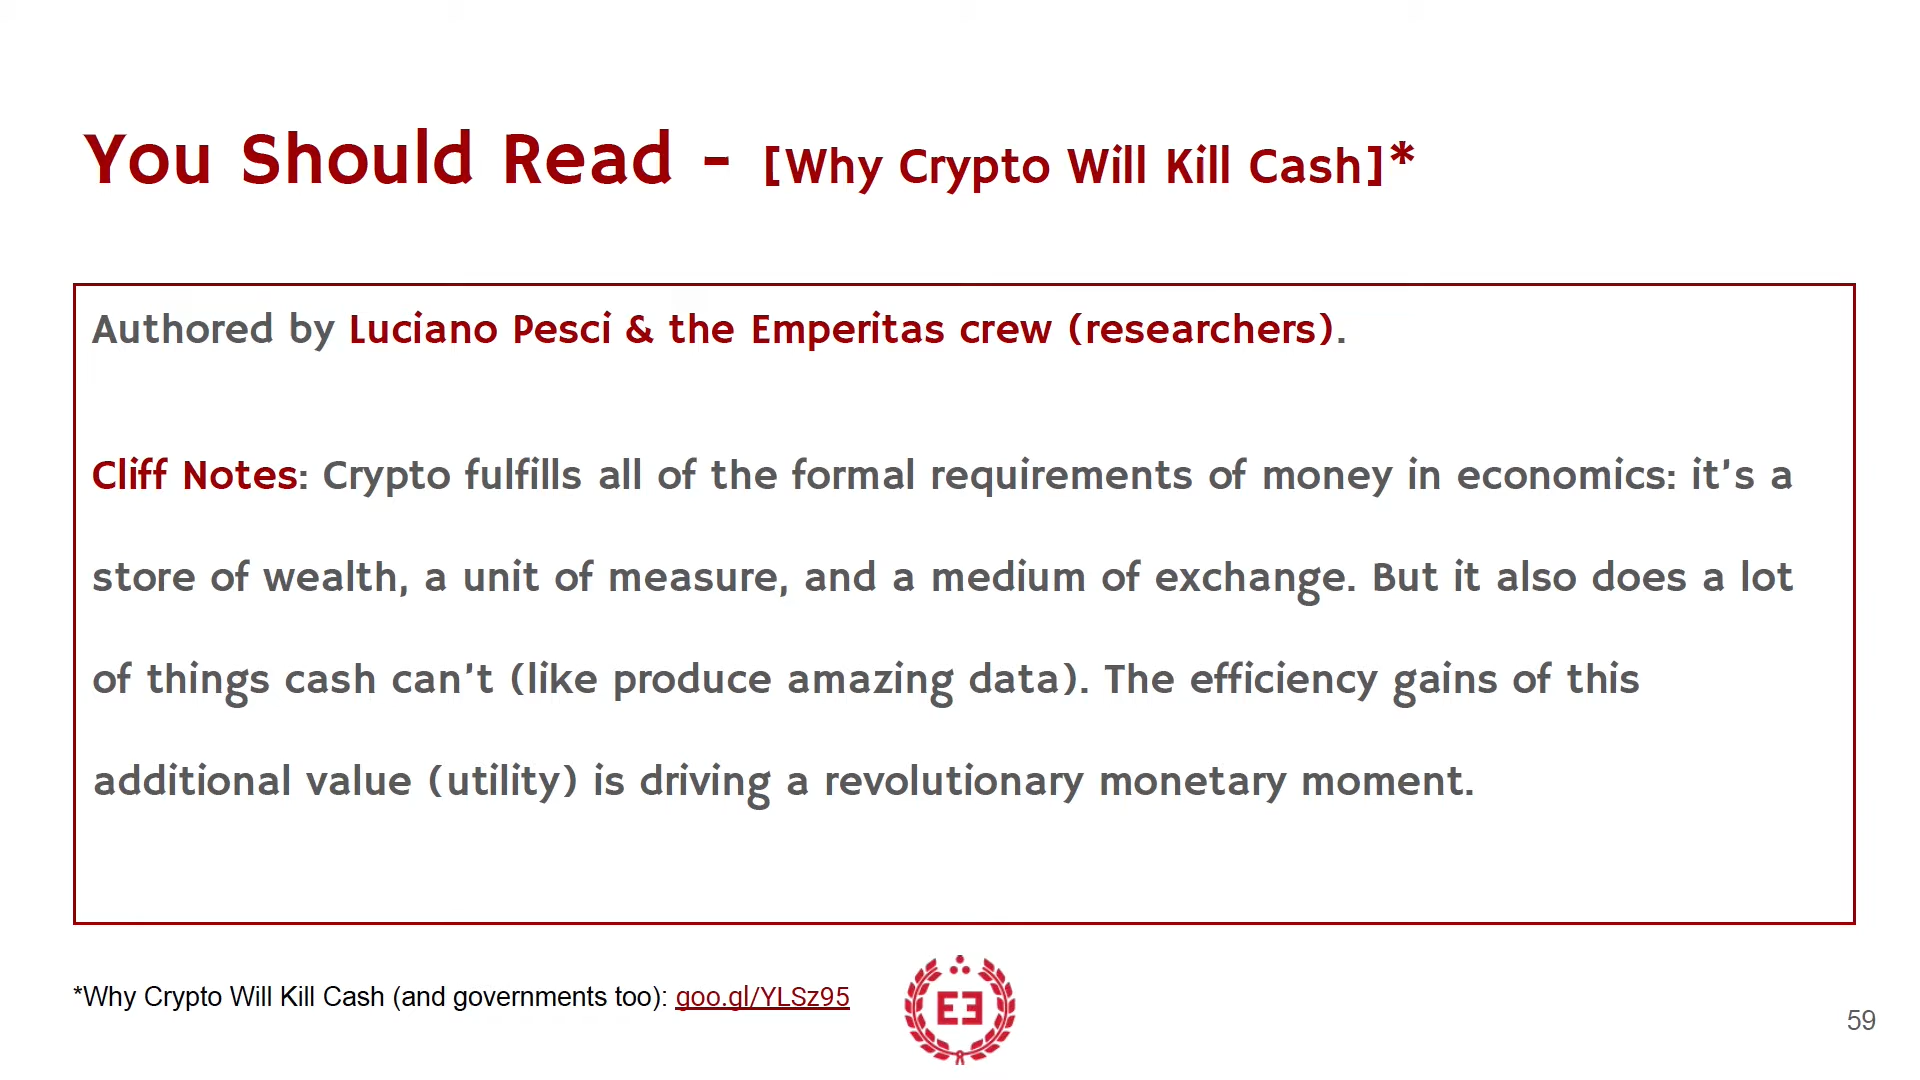 You Should Read - [Why Crypto Will Kill Cash]*
Authored by Luciano Pesci & the Emperitas crew (researchers).
Cliff Notes: Crypto fulfills all of the formal requirements of money in economics: it's a
store of wealth, a unit of measure, and a medium of exchange. But it also does a lot
of things cash can't (like produce amazing data). The efficiency gains of this
additional value (utility) is driving a revolutionary monetary moment.
*Why Crypto Will Kill Cash (and governments too): goo.gl/YLSz95
EE
59